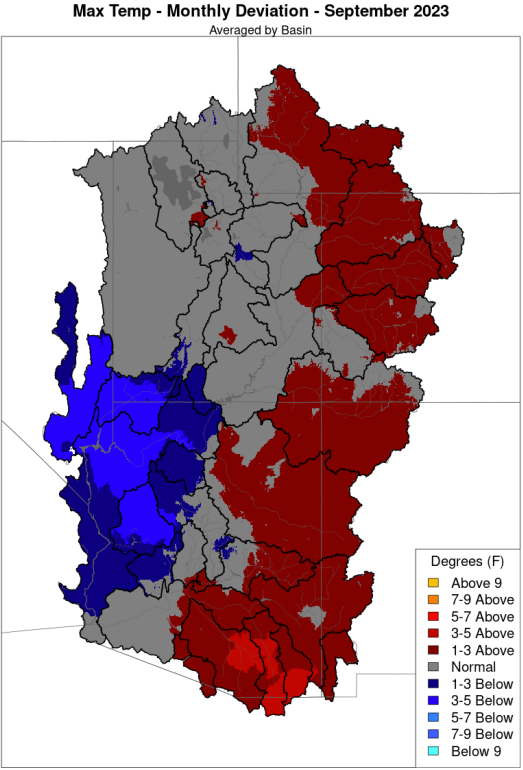 Max Temp - Monthly Deviation - September 2023
Averaged by Basin
Degrees (F)
Above 9
7-9 Above
5-7 Above
3-5 Above
1-3 Above
Normal
1-3 Below
3-5 Below
5-7 Below
7-9 Below
Below 9